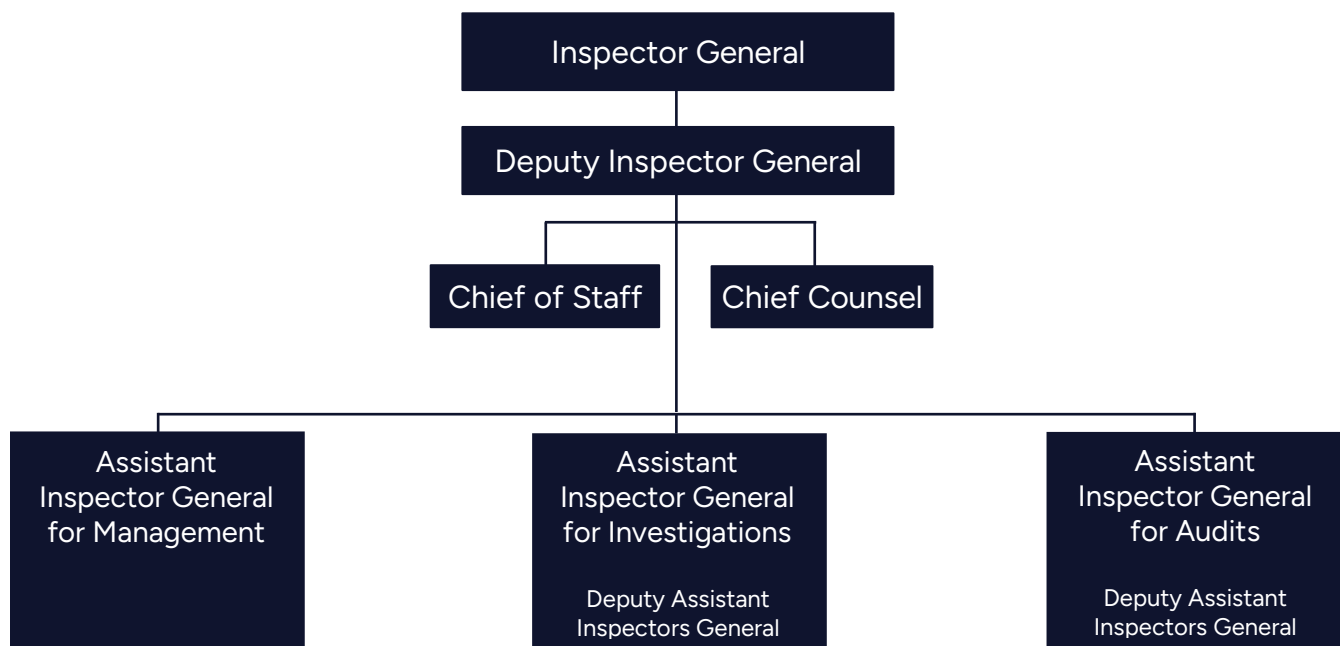 Inspector General
Deputy Inspector General
Chief of Staff
Chief Counsel
Assistant
Inspector General
for Management
Assistant
Inspector General
for Investigations
Deputy Assistant
Inspectors General
Assistant
Inspector General
for Audits
Deputy Assistant
Inspectors General